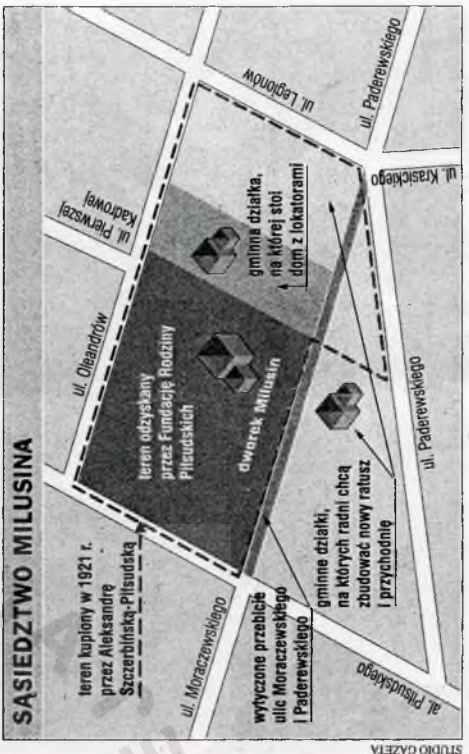 SĄSIEDZTWO MILUSINA
teren kupiony w 1921 r.
przez Aleksandrę
Szczerbińską-Piłsudską
ul. Oleandrów
ul. Pierwszej
Kadrowej
ul. Legionów
ul. Moraczewskiego
teren odzyskany
przez Fundację Rodziny
Piłsudskich
dworek Milusin
gminna działka,
na której stoi
dom z lokatorami
ul. Paderewskiego
ul. Krasickiego
wytyczone przebicie
ulic Moraczewskiego
i Paderewskiego
gminne działki,
na których radni chcą
zbudować nowy ratusz
i przychodnię
ul. Paderewskiego
al. Piłsudskiego
STUDIO GAZETA